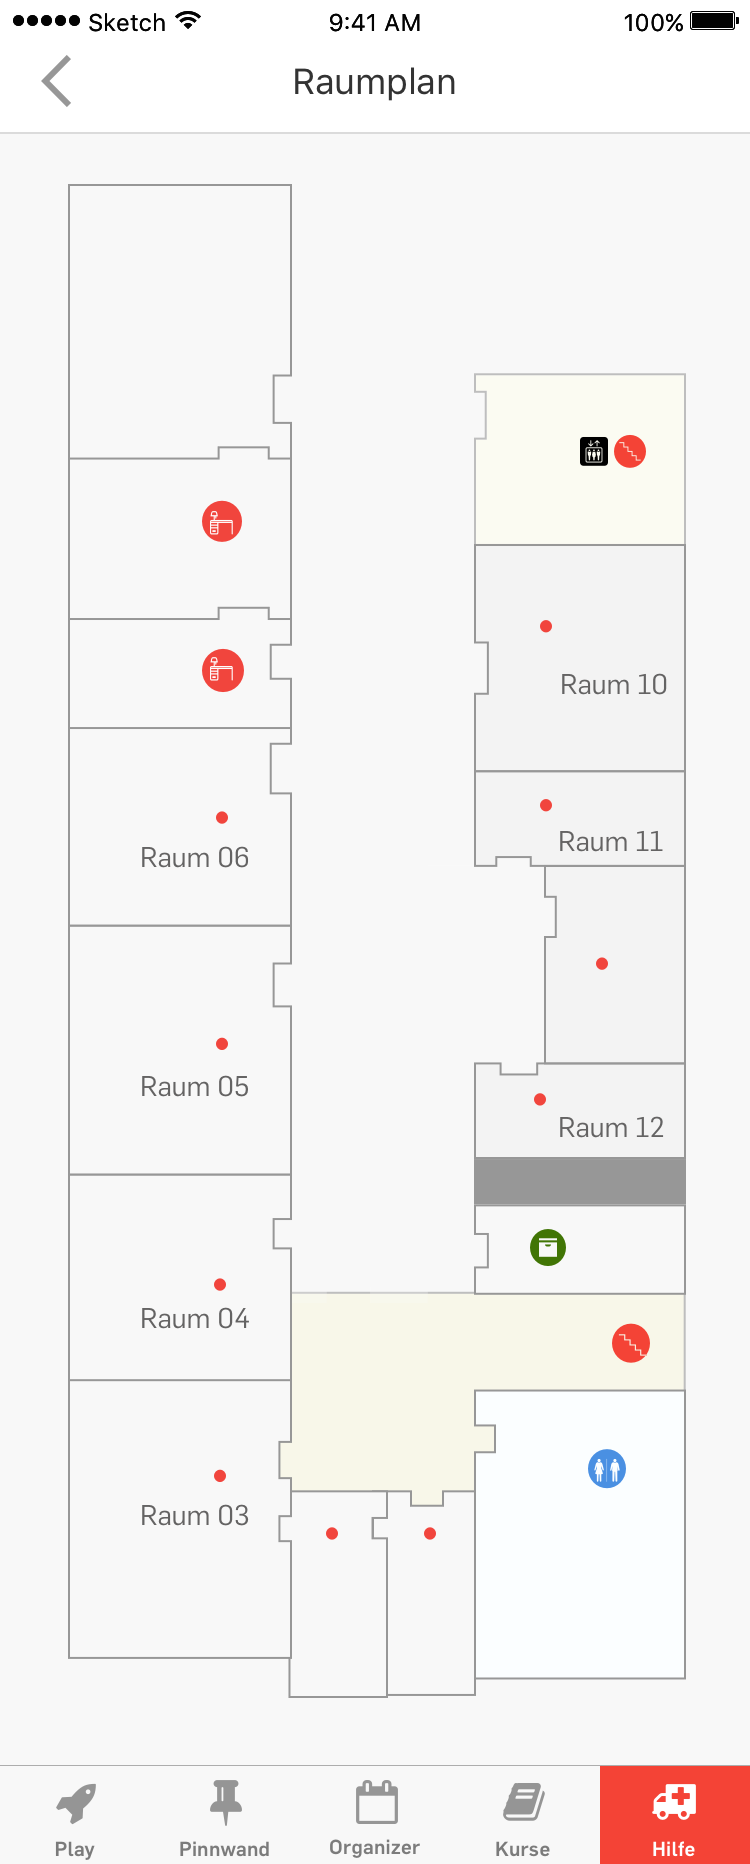 Sketch 9:41 AM 100%
Raumplan
Raum 10
Raum 11
Raum 06
Raum 05
Raum 12
Raum 04
Raum 03
Play Pinnwand Organizer Kurse Hilfe